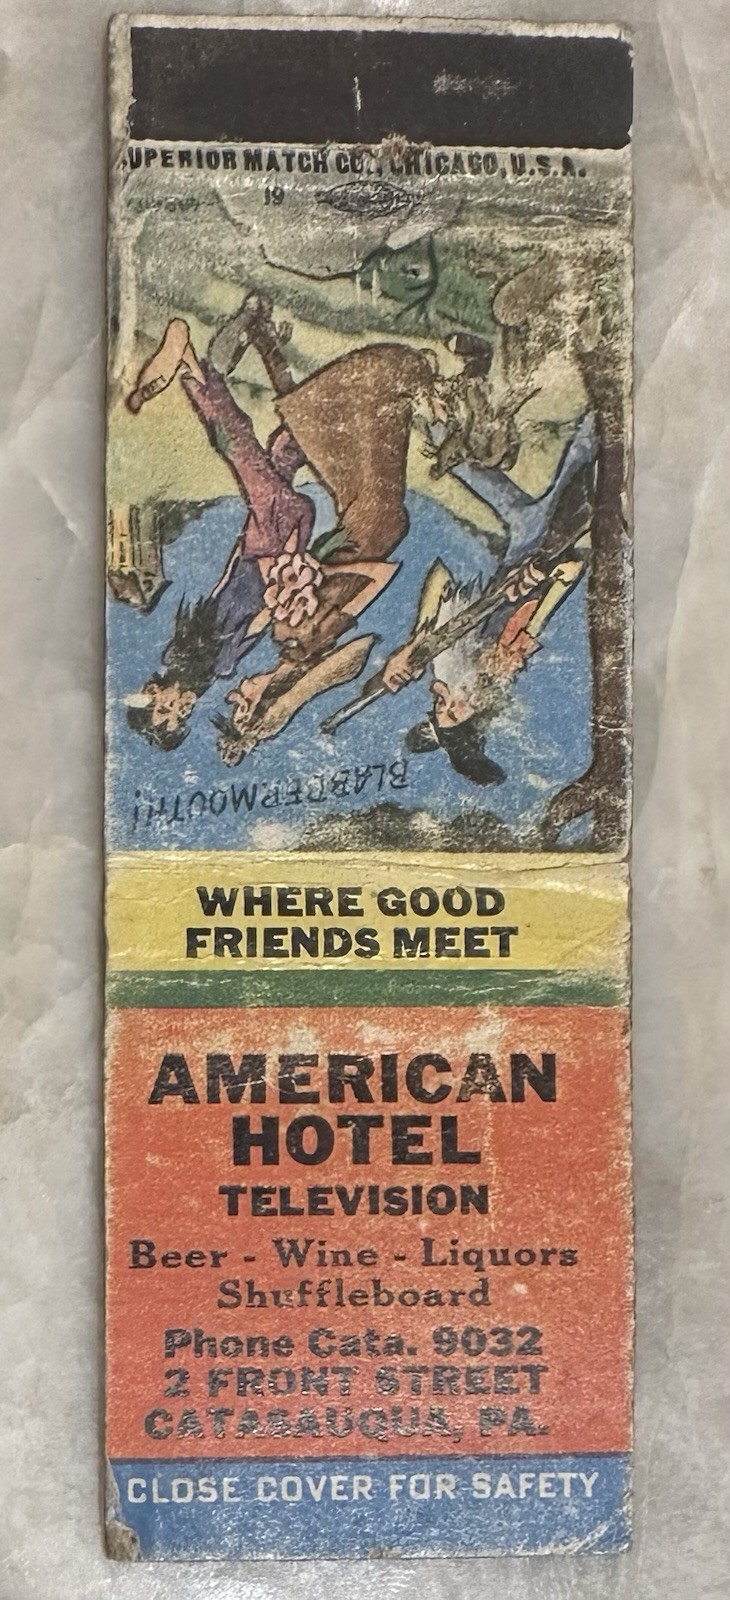 SUPERIOR MATCH CO., CHICAGO, U.S.A.
19
BLABBERMOUTH!
WHERE GOOD
FRIENDS MEET
AMERICAN
HOTEL
TELEVISION
Beer - Wine - Liquors
Shuffleboard
Phone Cata. 9032
2 FRONT STREET
CATASAUQUA, PA.
CLOSE COVER FOR SAFETY